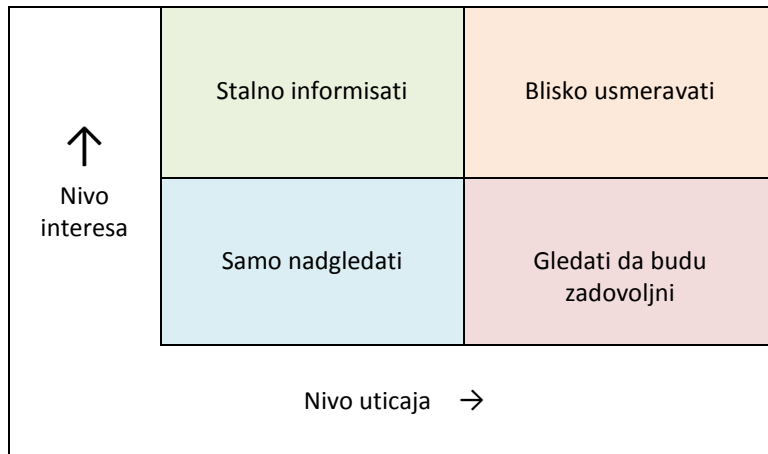 Stalno informisati
Blisko usmeravati
↑
Nivo
interesa
Samo nadgledati
Gledati da budu
zadovoljni
Nivo uticaja →